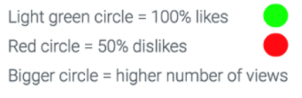 Light green circle = 100% likes
Red circle = 50% dislikes
Bigger circle = higher number of views